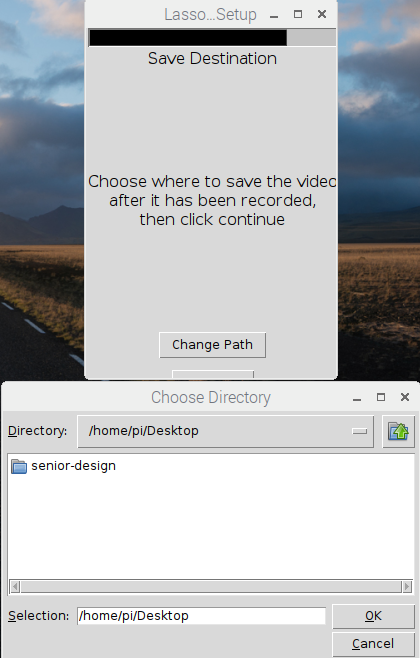 Lasso...Setup
Save Destination
Choose where to save the video
after it has been recorded,
then click continue
Change Path
Choose Directory
Directory:
/home/pi/Desktop
senior-design
Selection:
/home/pi/Desktop
OK
Cancel